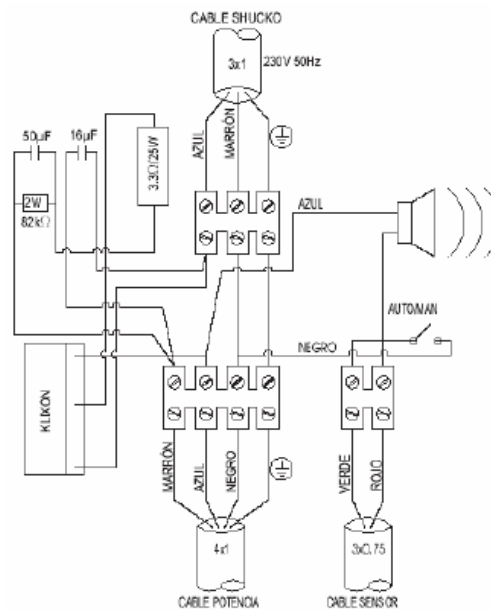 CABLE SHUCKO
3x1
230V 50Hz
50µF
16µF
3.3Ω/25W
AZUL
MARRÓN
2W
82kΩ
AZUL
AUTO/MAN
NEGRO
KLIXON
MARRÓN
AZUL
NEGRO
VERDE
ROJO
4x1
3x0.75
CABLE POTENCIA
CABLE SENSOR